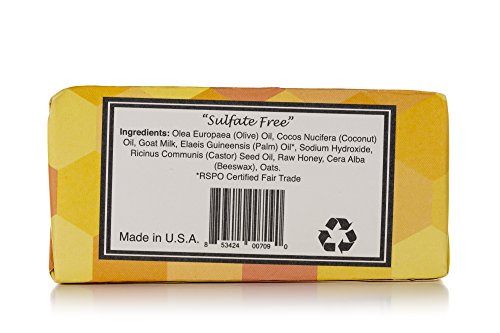 "Sulfate Free"
Ingredients: Olea Europaea (Olive) Oil, Cocos Nucifera (Coconut)
Oil, Goat Milk, Elaeis Guineensis (Palm) Oil*, Sodium Hydroxide,
Ricinus Communis (Castor) Seed Oil, Raw Honey, Cera Alba
(Beeswax), Oats.
*RSPO Certified Fair Trade
Made in U.S.A.
8 53424 00709 0